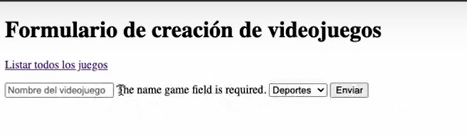 Formulario de creación de videojuegos
Listar todos los juegos
Nombre del videojuego The name game field is required. Deportes Enviar